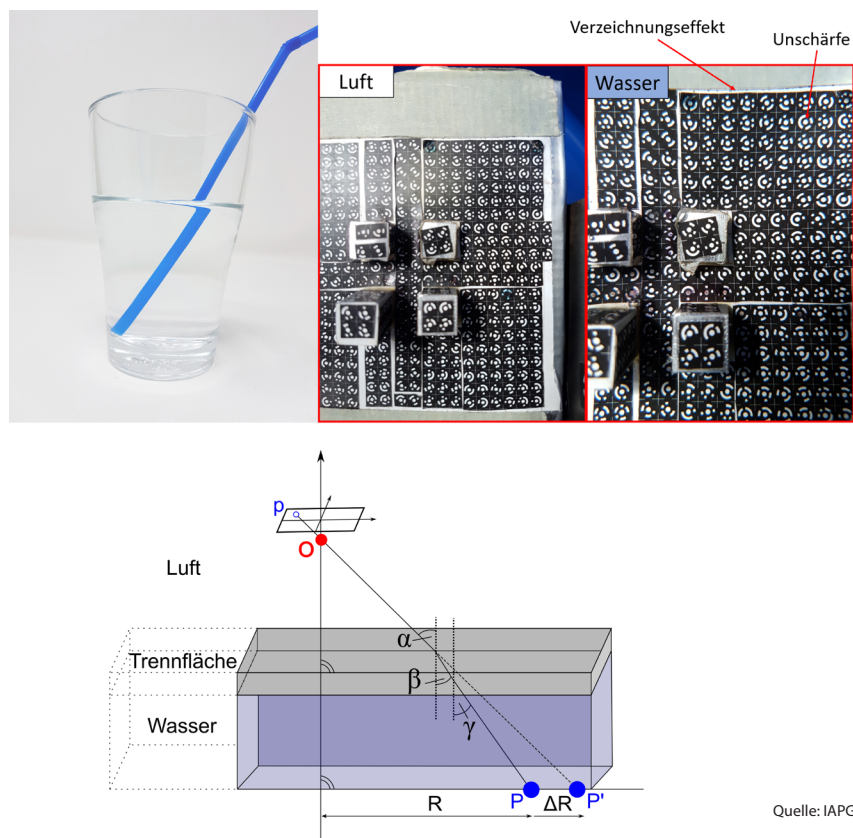 Verzeichnungseffekt
Unschärfe
Luft
Wasser
p
O
Luft
α
Trennfläche
β
Wasser
γ
R
P
ΔR
P'
Quelle: IAPG